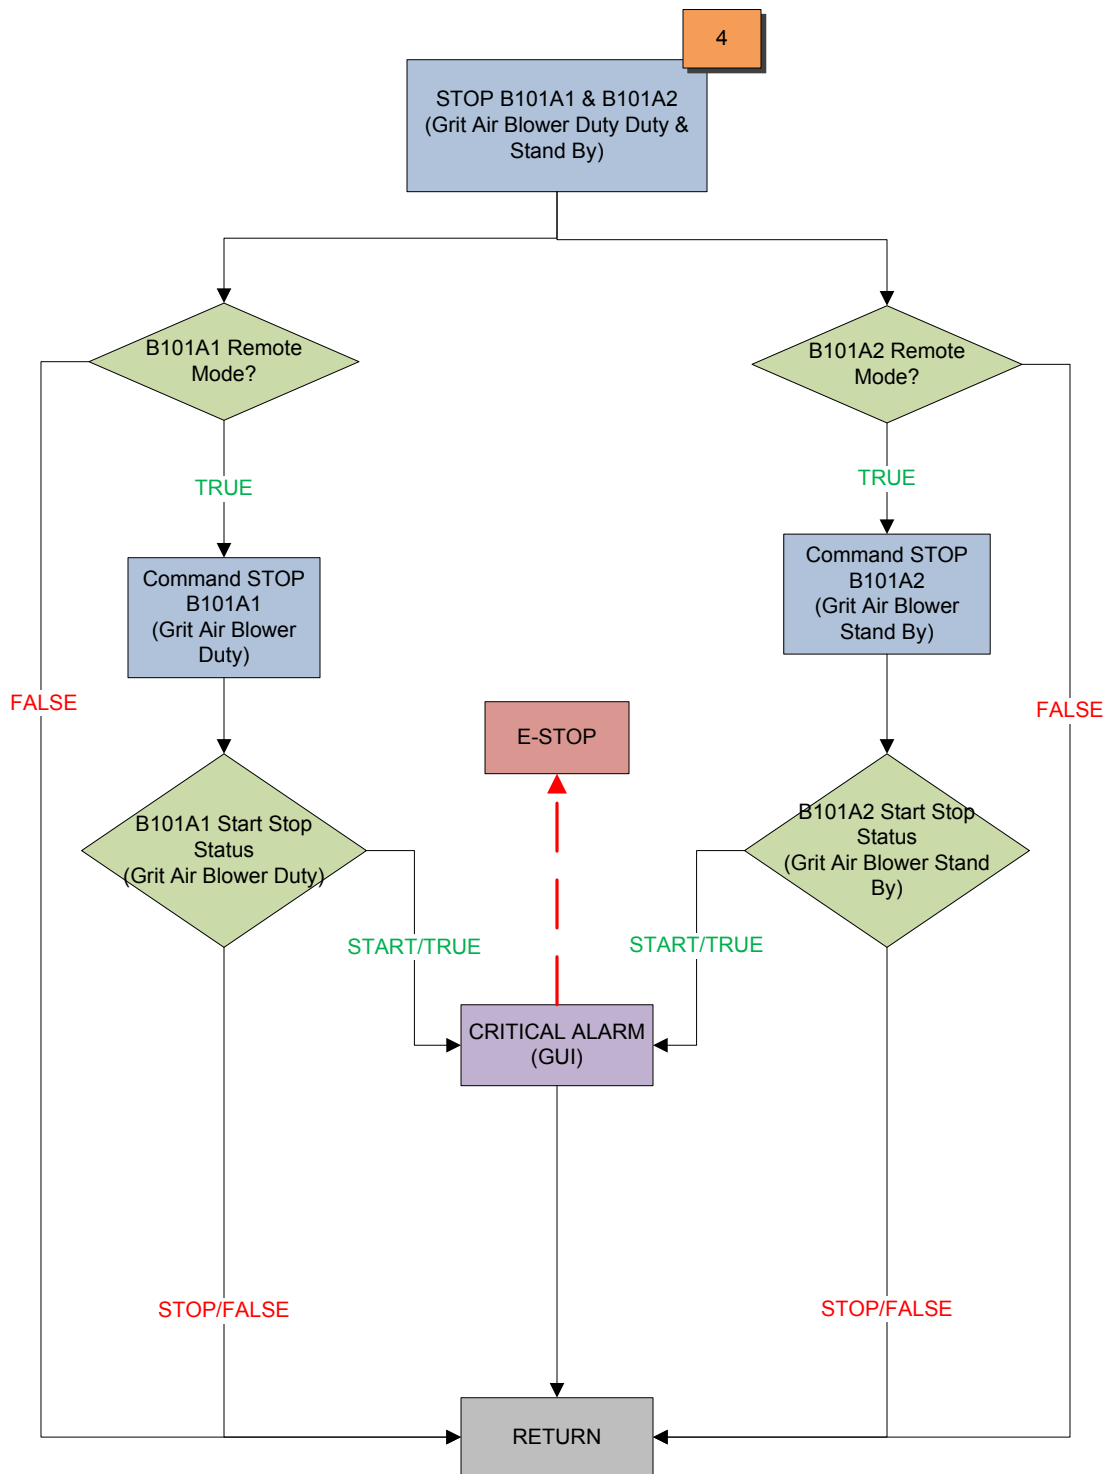 4
STOP B101A1 & B101A2
(Grit Air Blower Duty Duty &
Stand By)
B101A1 Remote
Mode?
B101A2 Remote
Mode?
TRUE
TRUE
Command STOP
B101A1
(Grit Air Blower
Duty)
Command STOP
B101A2
(Grit Air Blower
Stand By)
FALSE
FALSE
E-STOP
B101A1 Start Stop
Status
(Grit Air Blower Duty)
B101A2 Start Stop
Status
(Grit Air Blower Stand
By)
START/TRUE
START/TRUE
CRITICAL ALARM
(GUI)
STOP/FALSE
STOP/FALSE
RETURN